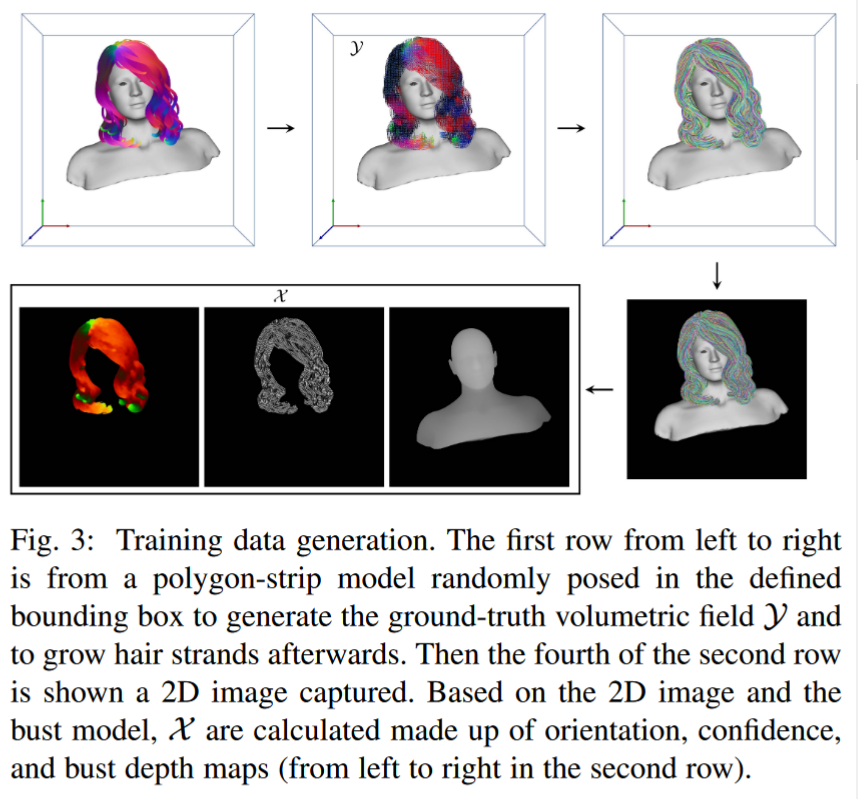 𝒴
𝒳
Fig. 3: Training data generation. The first row from left to right
is from a polygon-strip model randomly posed in the defined
bounding box to generate the ground-truth volumetric field 𝒴 and
to grow hair strands afterwards. Then the fourth of the second row
is shown a 2D image captured. Based on the 2D image and the
bust model, 𝒳 are calculated made up of orientation, confidence,
and bust depth maps (from left to right in the second row).